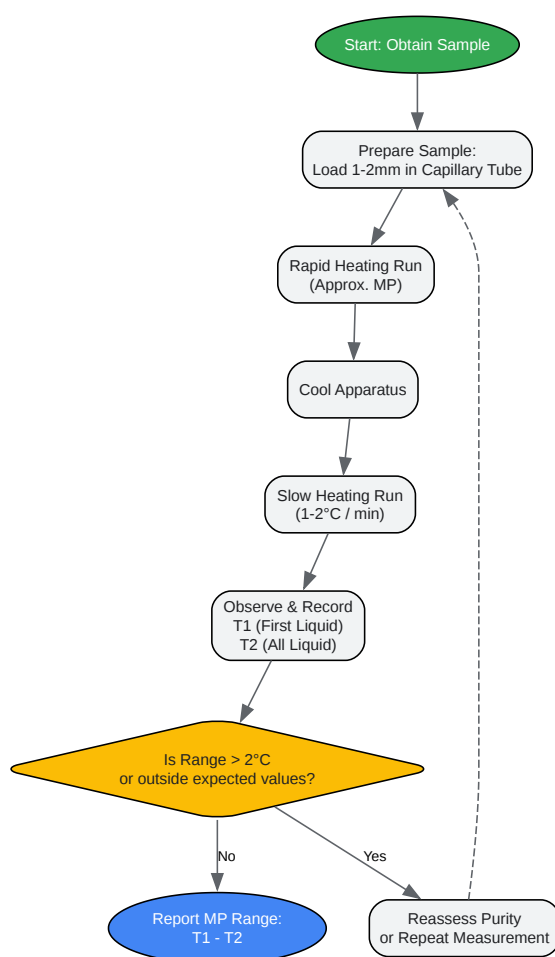 Start: Obtain Sample
Prepare Sample:
Load 1-2mm in Capillary Tube
Rapid Heating Run
(Approx. MP)
Cool Apparatus
Slow Heating Run
(1-2°C / min)
Observe & Record
T1 (First Liquid)
T2 (All Liquid)
Is Range > 2°C
or outside expected values?
No
Yes
Report MP Range:
T1 - T2
Reassess Purity
or Repeat Measurement